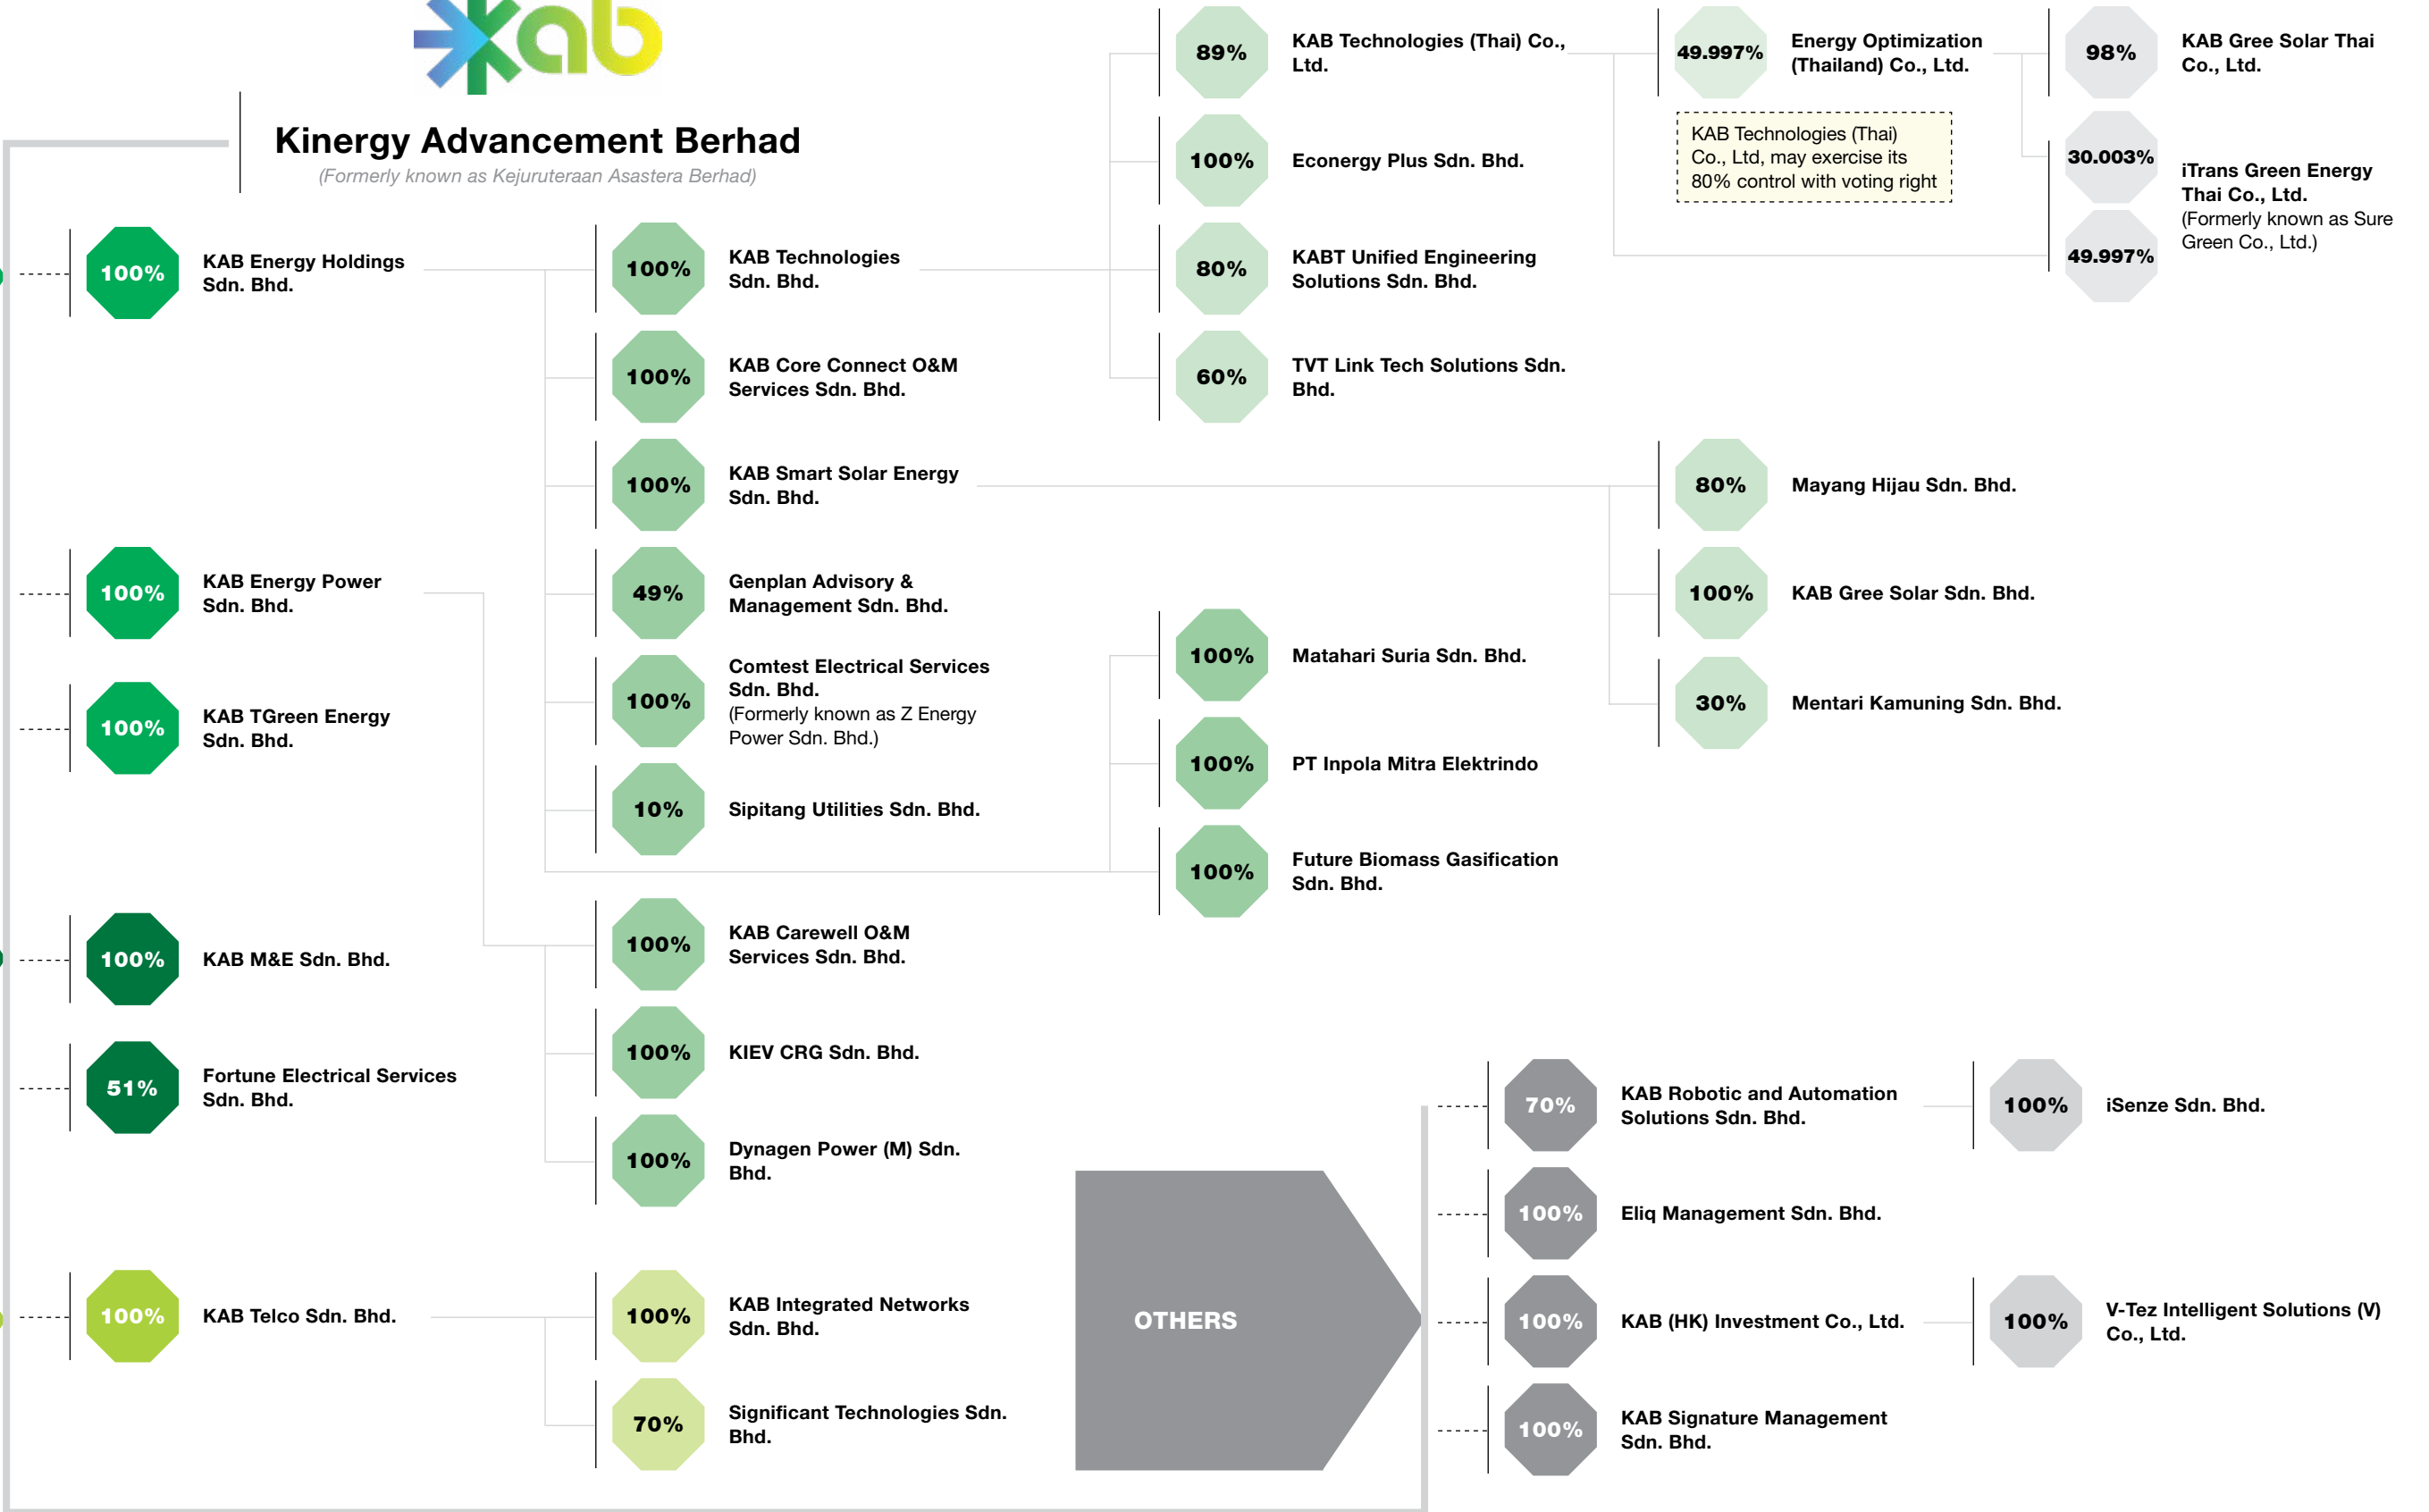 kab
Kinergy Advancement Berhad
(Formerly known as Kejuruteraan Asastera Berhad)
100%
KAB Energy Holdings
Sdn. Bhd.
100%
KAB Energy Power
Sdn. Bhd.
100%
KAB TGreen Energy
Sdn. Bhd.
100%
KAB M&E Sdn. Bhd.
51%
Fortune Electrical Services
Sdn. Bhd.
100%
KAB Telco Sdn. Bhd.
100%
KAB Technologies
Sdn. Bhd.
100%
KAB Core Connect O&M
Services Sdn. Bhd.
100%
KAB Smart Solar Energy
Sdn. Bhd.
49%
Genplan Advisory &
Management Sdn. Bhd.
100%
Comtest Electrical Services
Sdn. Bhd.
(Formerly known as Z Energy
Power Sdn. Bhd.)
10%
Sipitang Utilities Sdn. Bhd.
100%
KAB Carewell O&M
Services Sdn. Bhd.
100%
KIEV CRG Sdn. Bhd.
100%
Dynagen Power (M) Sdn.
Bhd.
100%
KAB Integrated Networks
Sdn. Bhd.
70%
Significant Technologies Sdn.
Bhd.
89%
KAB Technologies (Thai) Co.,
Ltd.
100%
Econergy Plus Sdn. Bhd.
80%
KABT Unified Engineering
Solutions Sdn. Bhd.
60%
TVT Link Tech Solutions Sdn.
Bhd.
100%
Matahari Suria Sdn. Bhd.
100%
PT Inpola Mitra Elektrindo
100%
Future Biomass Gasification
Sdn. Bhd.
49.997%
Energy Optimization
(Thailand) Co., Ltd.
KAB Technologies (Thai)
Co., Ltd, may exercise its
80% control with voting right
98%
KAB Gree Solar Thai
Co., Ltd.
30.003%
49.997%
iTrans Green Energy
Thai Co., Ltd.
(Formerly known as Sure
Green Co., Ltd.)
80%
Mayang Hijau Sdn. Bhd.
100%
KAB Gree Solar Sdn. Bhd.
30%
Mentari Kamuning Sdn. Bhd.
OTHERS
70%
KAB Robotic and Automation
Solutions Sdn. Bhd.
100%
iSenze Sdn. Bhd.
100%
Eliq Management Sdn. Bhd.
100%
KAB (HK) Investment Co., Ltd.
100%
V-Tez Intelligent Solutions (V)
Co., Ltd.
100%
KAB Signature Management
Sdn. Bhd.